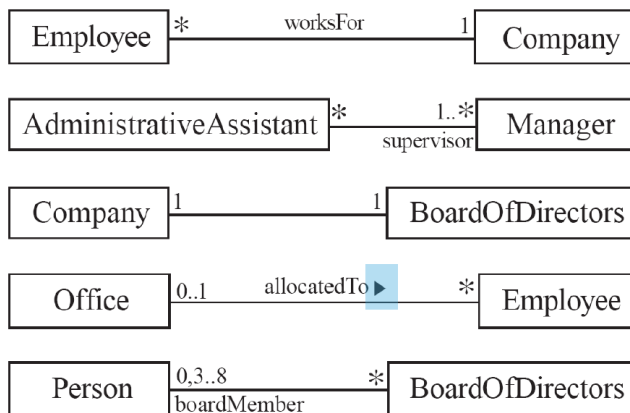 Employee * worksFor 1 Company
AdministrativeAssistant * 1..* Manager
supervisor
Company 1 1 BoardOfDirectors
Office 0..1 allocatedTo ▶ * Employee
Person 0,3..8 * BoardOfDirectors
boardMember